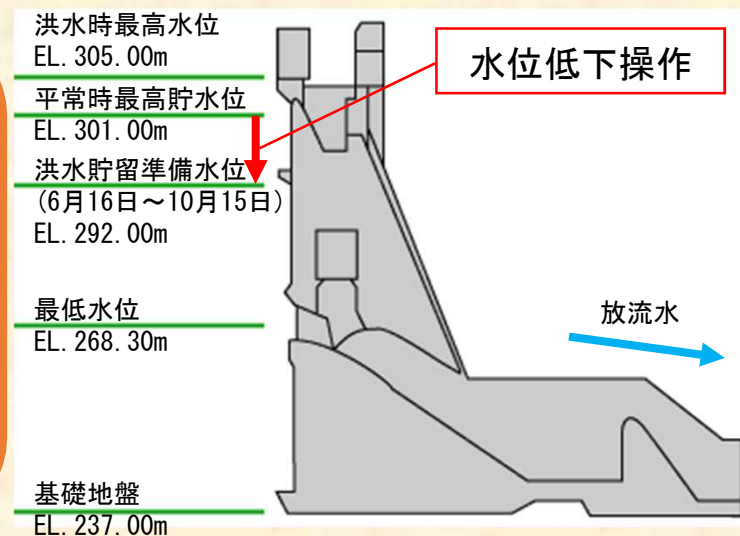 洪水時最高水位
EL.305.00m
水位低下操作
平常時最高貯水位
EL.301.00m
洪水貯留準備水位
(6月16日～10月15日)
EL.292.00m
最低水位
EL.268.30m
放流水
基礎地盤
EL.237.00m